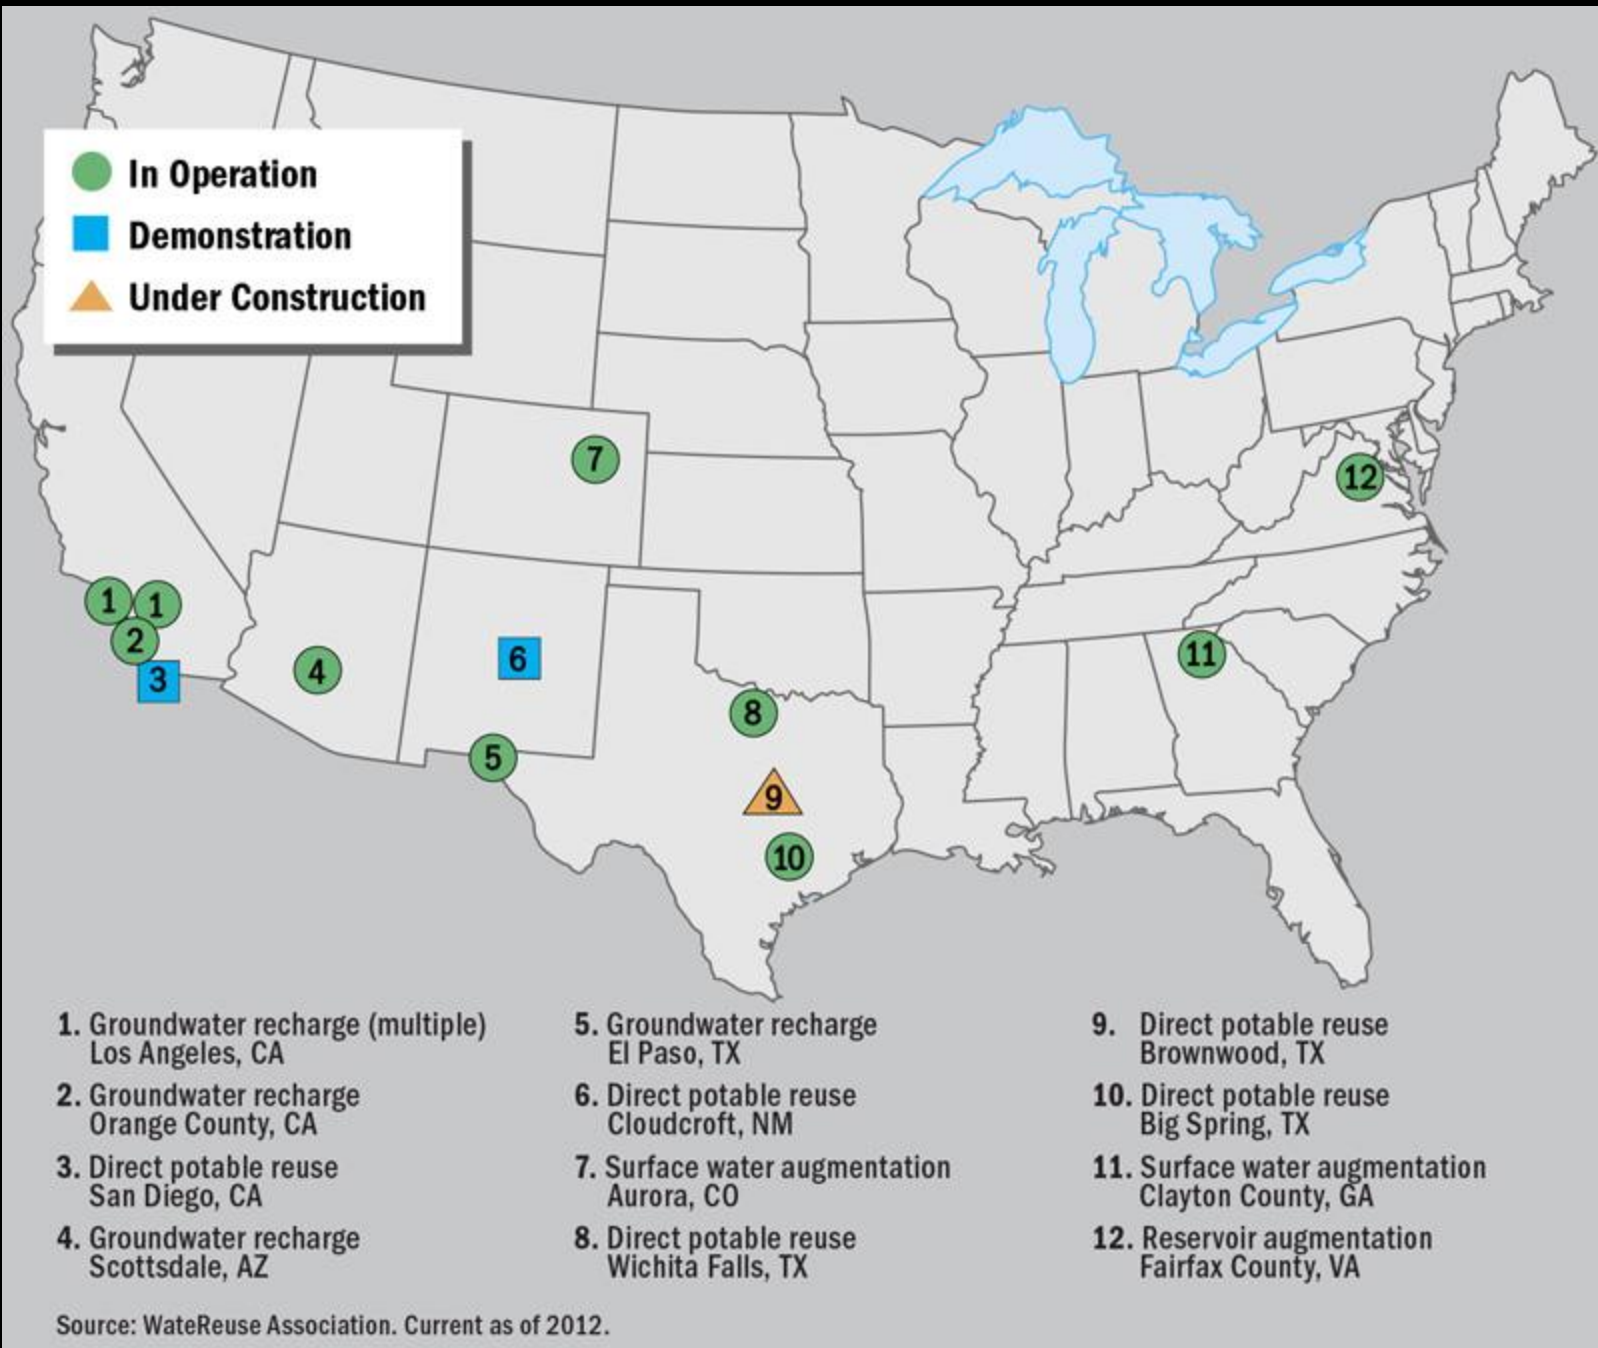 In Operation
Demonstration
Under Construction
7
12
1
1
2
3
4
6
11
8
5
9
10
1. Groundwater recharge (multiple)
Los Angeles, CA
2. Groundwater recharge
Orange County, CA
3. Direct potable reuse
San Diego, CA
4. Groundwater recharge
Scottsdale, AZ
5. Groundwater recharge
El Paso, TX
6. Direct potable reuse
Cloudcroft, NM
7. Surface water augmentation
Aurora, CO
8. Direct potable reuse
Wichita Falls, TX
9. Direct potable reuse
Brownwood, TX
10. Direct potable reuse
Big Spring, TX
11. Surface water augmentation
Clayton County, GA
12. Reservoir augmentation
Fairfax County, VA
Source: WateReuse Association. Current as of 2012.